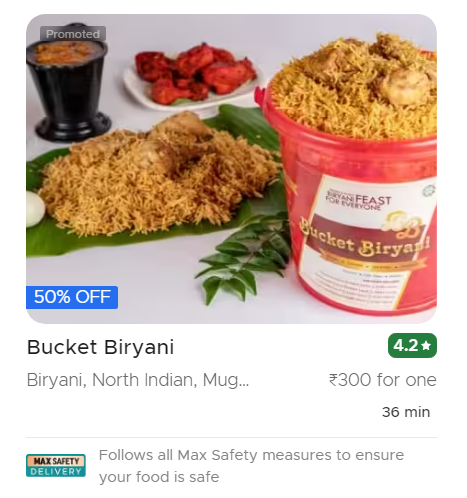 Promoted
BIRYANI FEAST
FOR EVERYONE
Bucket Biryani
50% OFF
Bucket Biryani
4.2★
Biryani, North Indian, Mug...
₹300 for one
36 min
MAX SAFETY
DELIVERY
Follows all Max Safety measures to ensure
your food is safe